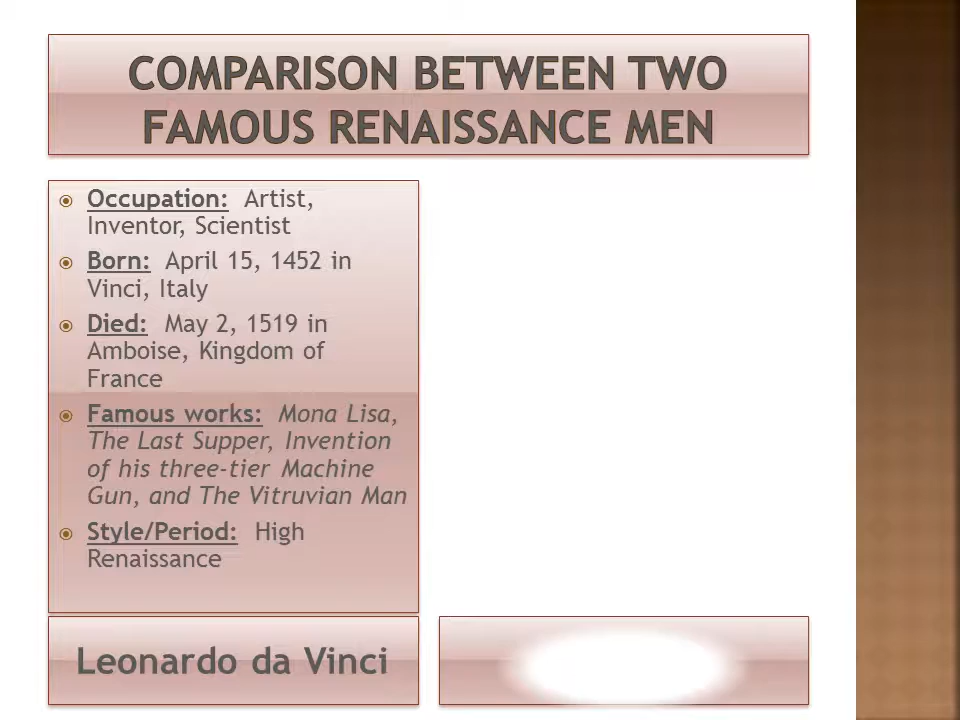 COMPARISON BETWEEN TWO
FAMOUS RENAISSANCE MEN
Occupation: Artist,
Inventor, Scientist
Born: April 15, 1452 in
Vinci, Italy
Died: May 2, 1519 in
Amboise, Kingdom of
France
Famous works: Mona Lisa,
The Last Supper, Invention
of his three-tier Machine
Gun, and The Vitruvian Man
Style/Period: High
Renaissance
Leonardo da Vinci